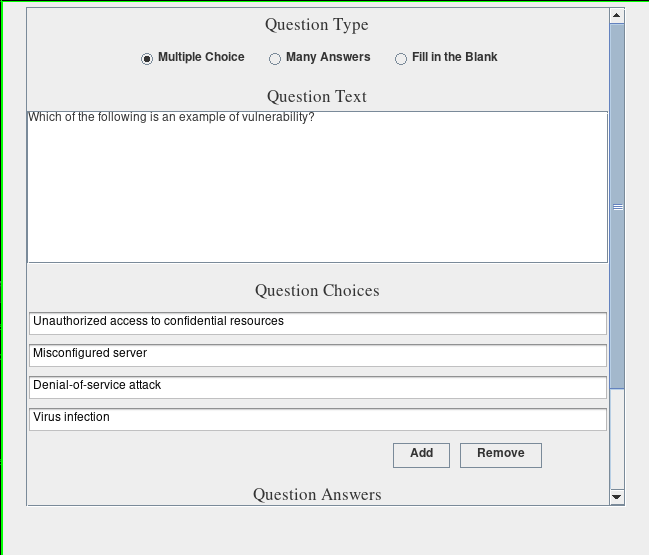 Question Type
Multiple Choice Many Answers Fill in the Blank
Question Text
Which of the following is an example of vulnerability?
Question Choices
Unauthorized access to confidential resources
Misconfigured server
Denial-of-service attack
Virus infection
Add Remove
Question Answers